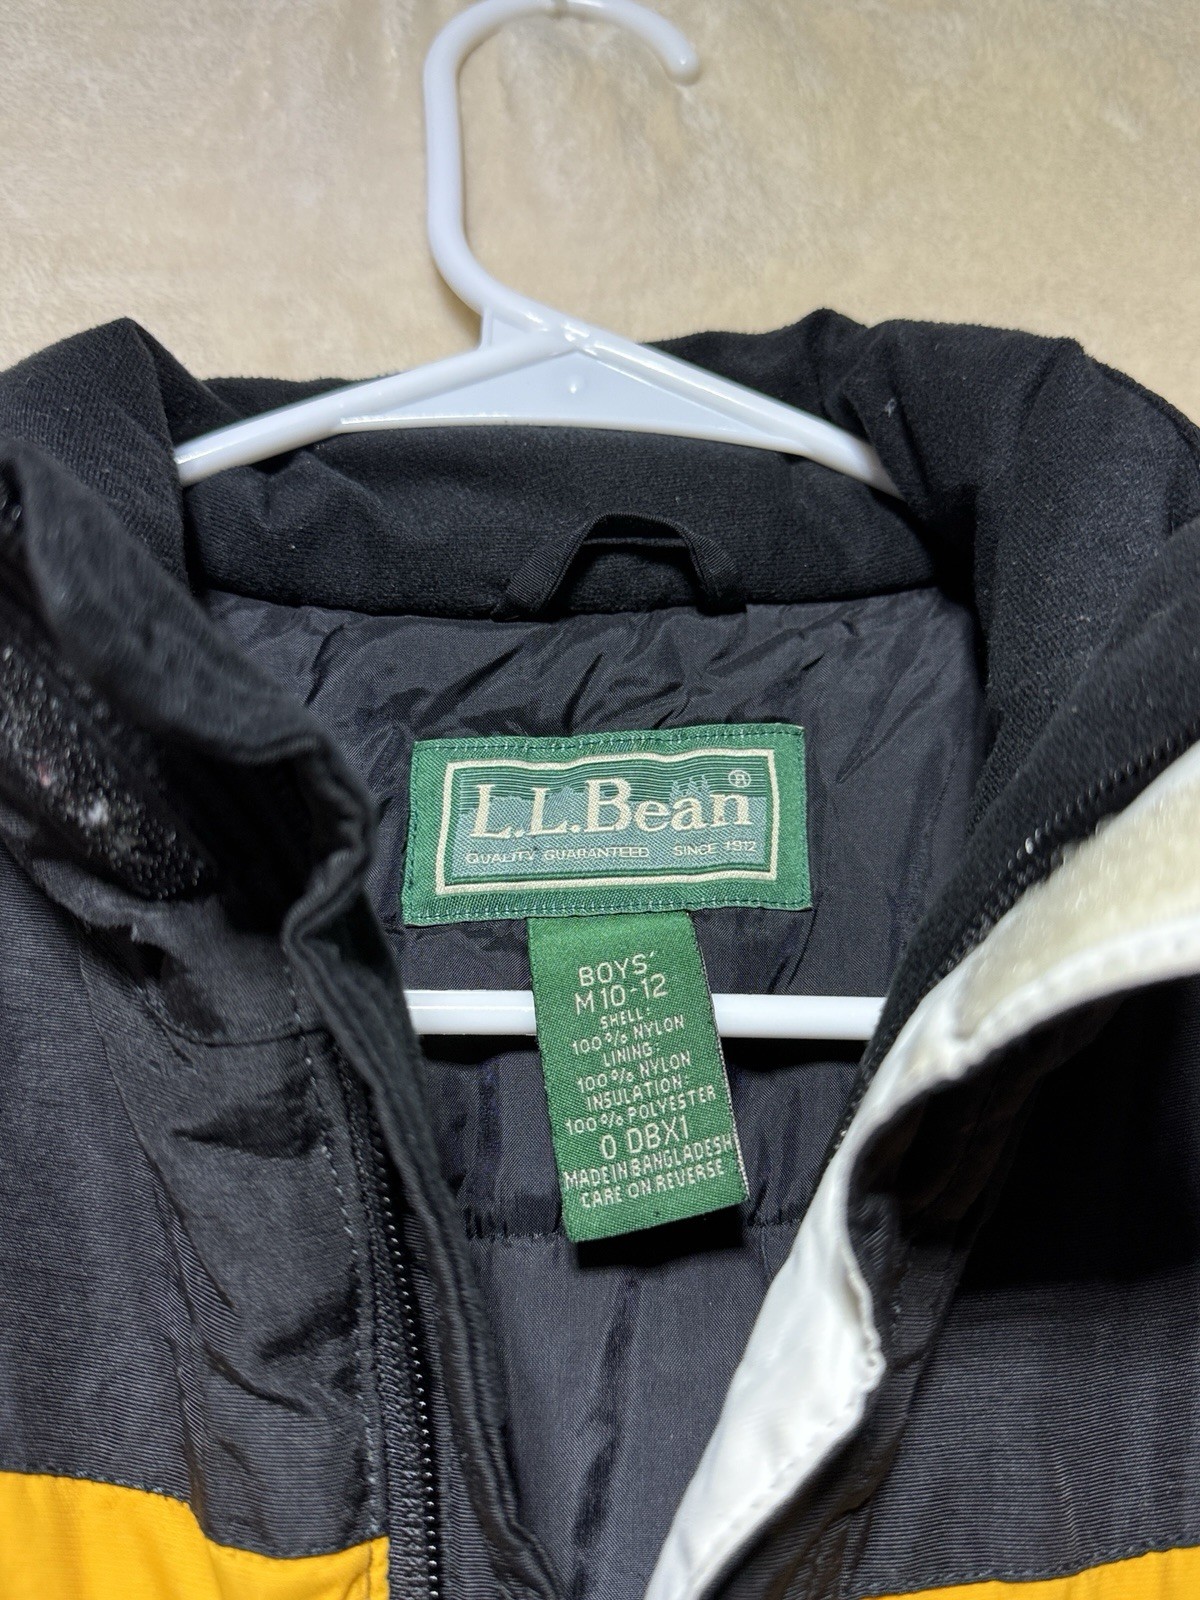 L.L.Bean®
QUALITY GUARANTEED SINCE 1912
BOYS'
M 10-12
SHELL:
100% NYLON
LINING:
100% NYLON
INSULATION:
100% POLYESTER
0 DBX1
MADE IN BANGLADESH
CARE ON REVERSE